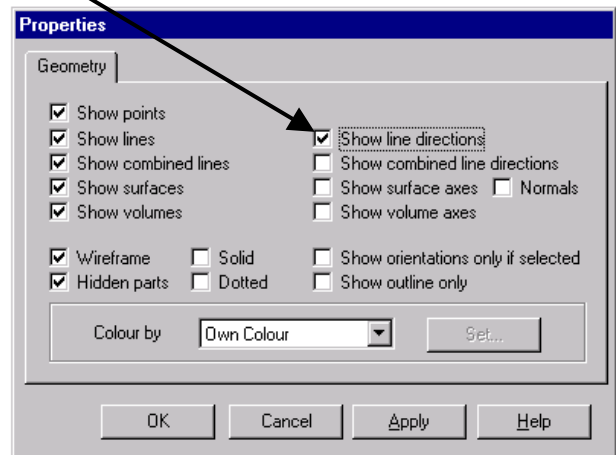 Properties
Geometry
Show points
Show lines
Show line directions
Show combined lines
Show combined line directions
Show surfaces
Show surface axes
Normals
Show volumes
Show volume axes
Wireframe
Solid
Show orientations only if selected
Hidden parts
Dotted
Show outline only
Colour by
Own Colour
Set...
OK
Cancel
Apply
Help